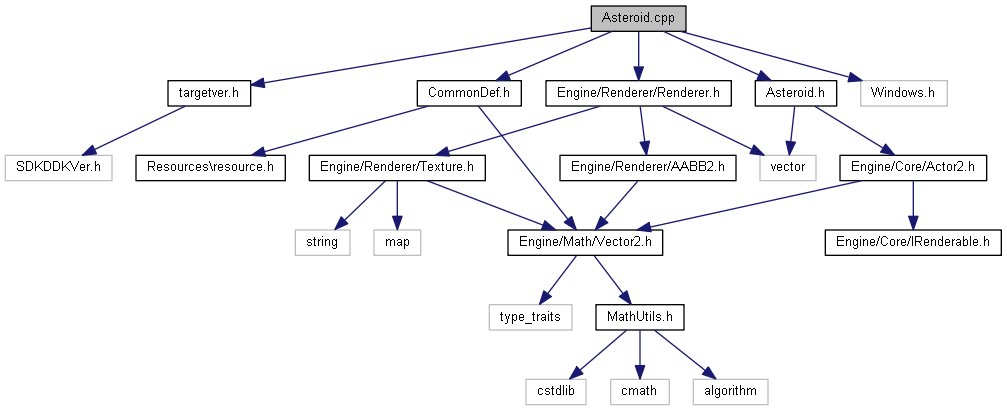 Asteroid.cpp
targetver.h
CommonDef.h
Engine/Renderer/Renderer.h
Asteroid.h
Windows.h
SDKDDKVer.h
Resources\resource.h
Engine/Renderer/Texture.h
Engine/Renderer/AABB2.h
vector
Engine/Core/Actor2.h
string
map
Engine/Math/Vector2.h
Engine/Core/IRenderable.h
type_traits
MathUtils.h
cstdlib
cmath
algorithm